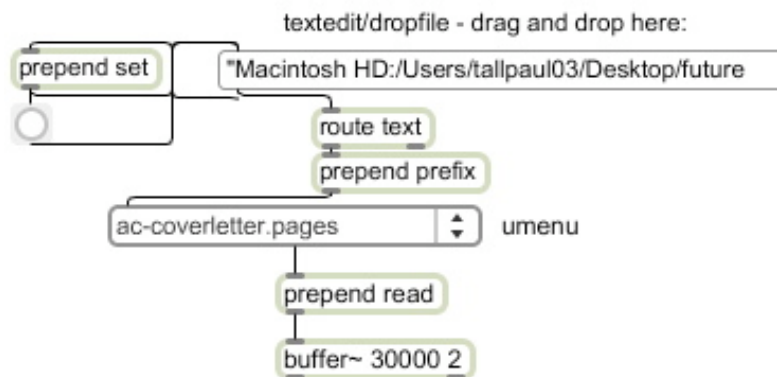 textedit/dropfile - drag and drop here:
prepend set
"Macintosh HD:/Users/tallpaul03/Desktop/future
route text
prepend prefix
ac-coverletter.pages
umenu
prepend read
buffer~ 30000 2